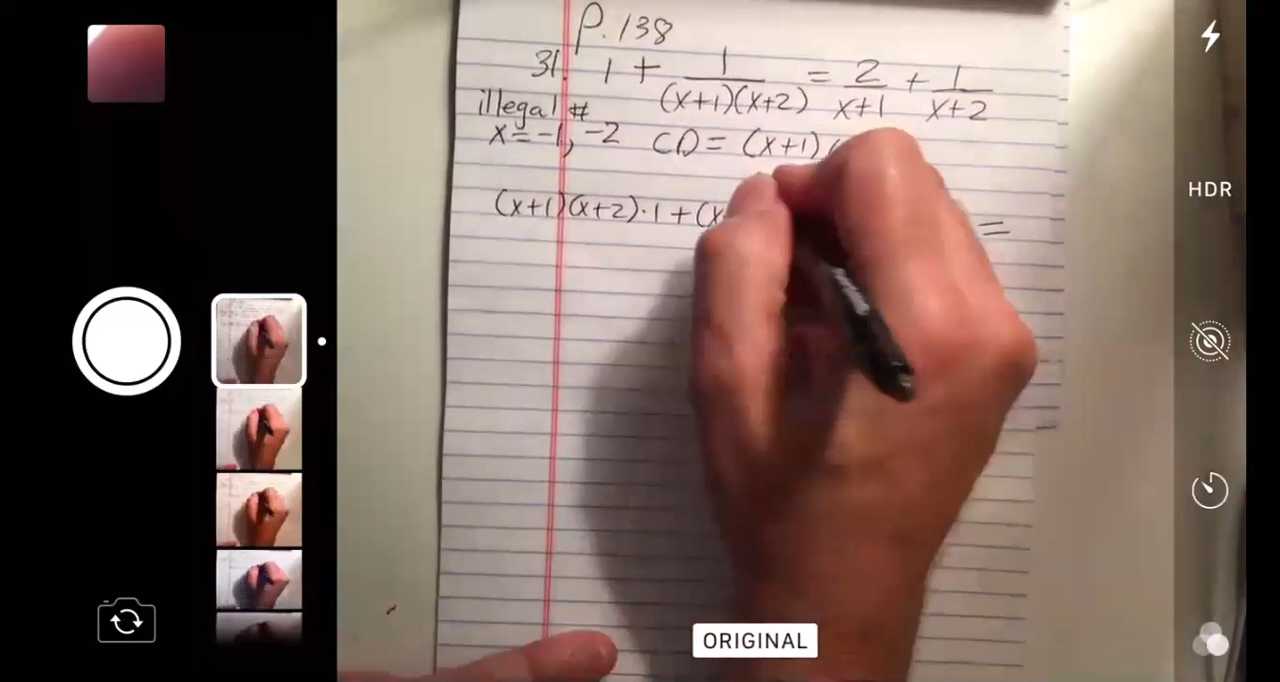 P.138
31. 1 + 1/((x+1)(x+2)) = 2/(x+1) + 1/(x+2)
illegal #
x = -1, -2 CD = (x+1)(
(x+1)(x+2)·1 + (x =
HDR
ORIGINAL